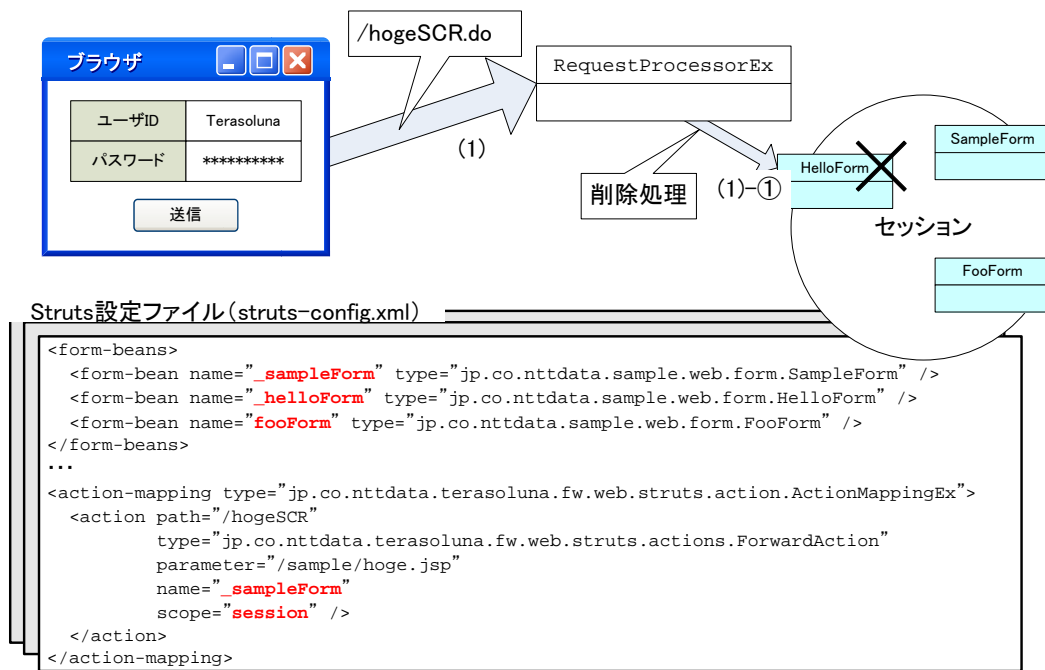 /hogeSCR.do
ブラウザ
RequestProcessorEx
ユーザID
Terasoluna
パスワード
**********
送信
(1)
削除処理
(1)-①
HelloForm
SampleForm
セッション
FooForm
Struts設定ファイル(struts-config.xml)
<form-beans>
<form-bean name="_sampleForm" type="jp.co.nttdata.sample.web.form.SampleForm" />
<form-bean name="_helloForm" type="jp.co.nttdata.sample.web.form.HelloForm" />
<form-bean name="fooForm" type="jp.co.nttdata.sample.web.form.FooForm" />
</form-beans>
・・・
<action-mapping type="jp.co.nttdata.terasoluna.fw.web.struts.action.ActionMappingEx">
<action path="/hogeSCR"
type="jp.co.nttdata.terasoluna.fw.web.struts.actions.ForwardAction"
parameter="/sample/hoge.jsp"
name="_sampleForm"
scope="session" />
</action>
</action-mapping>